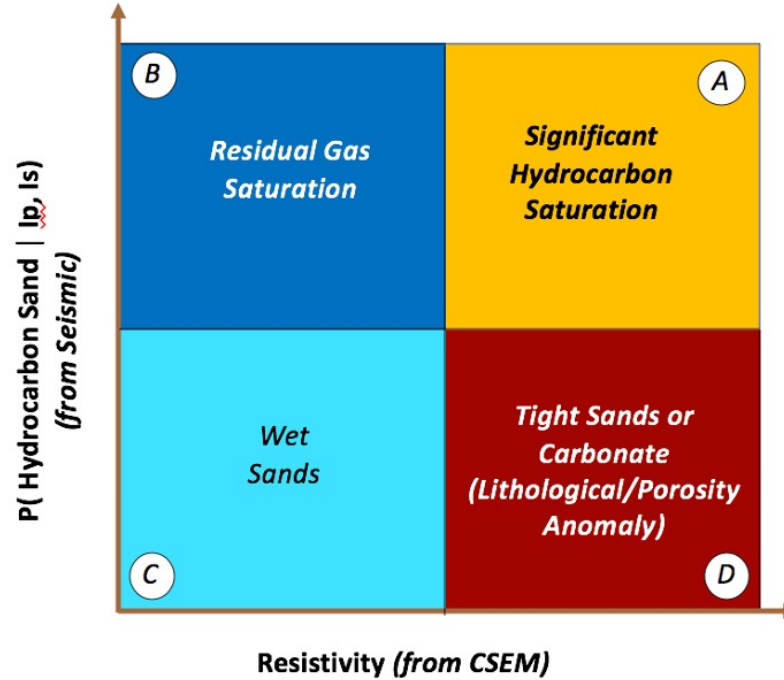 P( Hydrocarbon Sand | Ip, Is)
(from Seismic)
B
Residual Gas
Saturation
A
Significant
Hydrocarbon
Saturation
Wet
Sands
C
Tight Sands or
Carbonate
(Lithological/Porosity
Anomaly)
D
Resistivity (from CSEM)